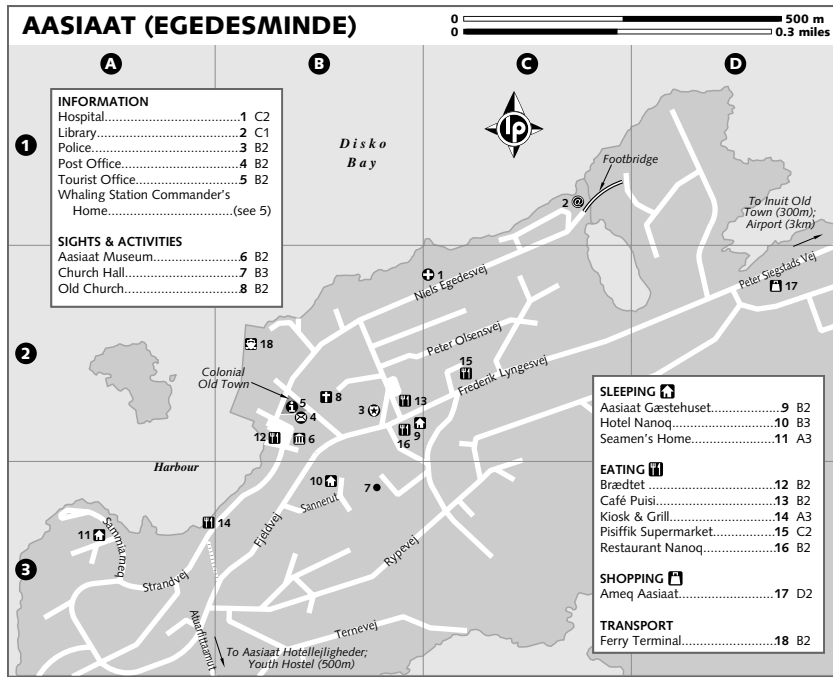 AASIAAT (EGEDESMINDE)
0 500 m
0 0.3 miles
A B C D
INFORMATION
Hospital..........................................1 C2
Library............................................2 C1
Police..............................................3 B2
Post Office......................................4 B2
Tourist Office..................................5 B2
Whaling Station Commander's
Home................................(see 5)
SIGHTS & ACTIVITIES
Aasiaat Museum............................6 B2
Church Hall....................................7 B3
Old Church.....................................8 B2
1
Disko
Bay
lp
Footbridge
2 @
To Inuit Old
Town (300m);
Airport (3km)
1
Niels Egedesvej
Peter Siegstads Vej
17
2
18
Peter Olsensvej
Colonial
Old Town
15
Frederik Lyngesvej
5
8
13
4
3
12
6
16
9
SLEEPING
Aasiaat Gæstehuset........................9 B2
Hotel Nanoq................................10 B3
Seamen's Home...........................11 A3
EATING
Brædtet .......................................12 B2
Café Puisi.....................................13 B2
Kiosk & Grill.................................14 A3
Pisiffik Supermarket.....................15 C2
Restaurant Nanoq........................16 B2
SHOPPING
Ameq Aasiaat..............................17 D2
TRANSPORT
Ferry Terminal..............................18 B2
Harbour
10
7
Sannerut
14
11
Sammiameq
Fjeldvej
3
Rypevej
Strandvej
Atuarfittaamut
Ternevej
To Aasiaat Hotellejligheder;
Youth Hostel (500m)